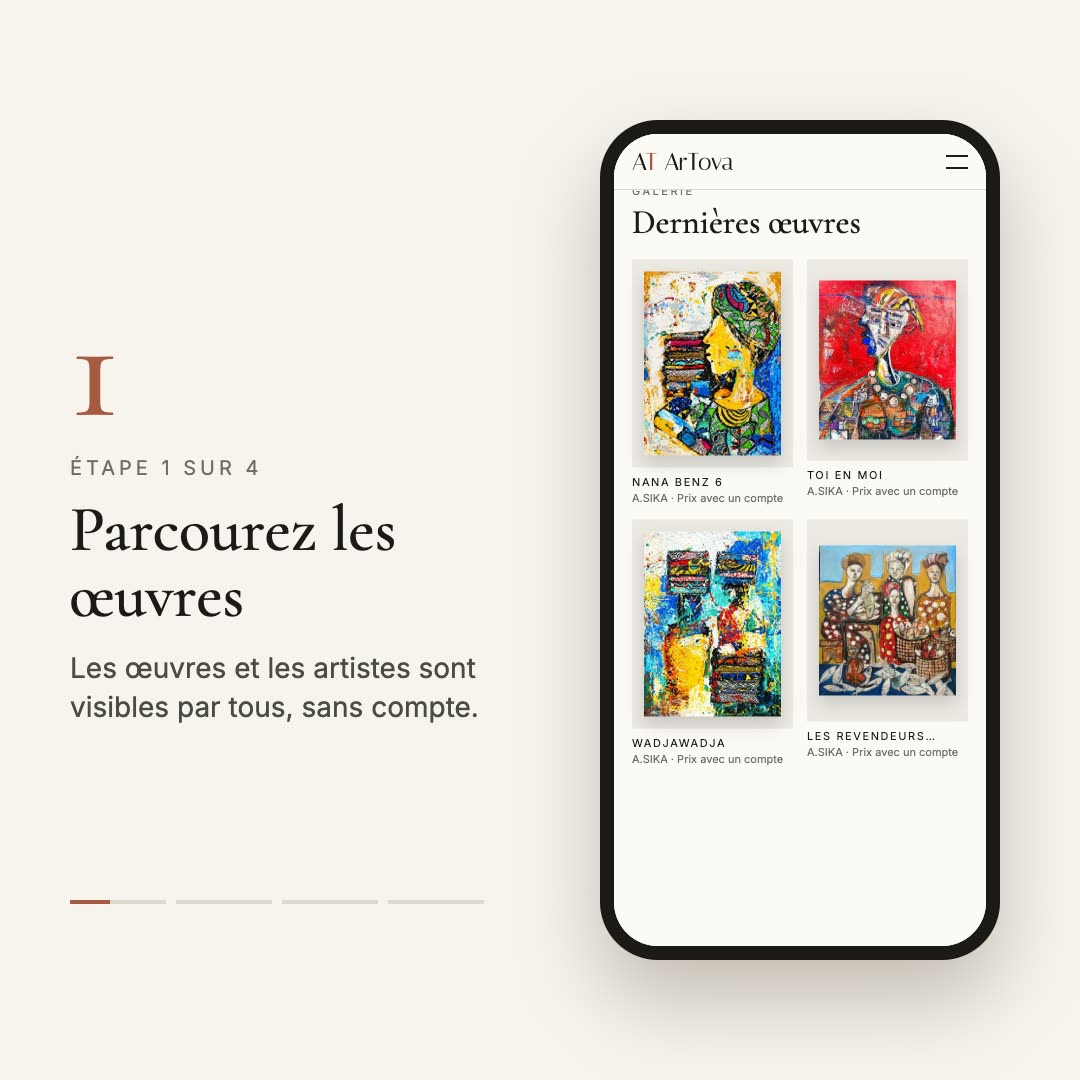 1
ÉTAPE 1 SUR 4
Parcourez les
œuvres
Les œuvres et les artistes sont
visibles par tous, sans compte.
AT ArTova
GALERIE
Dernières œuvres
NANA BENZ 6
A.SIKA · Prix avec un compte
TOI EN MOI
A.SIKA · Prix avec un compte
WADJAWADJA
A.SIKA · Prix avec un compte
LES REVENDEURS…
A.SIKA · Prix avec un compte